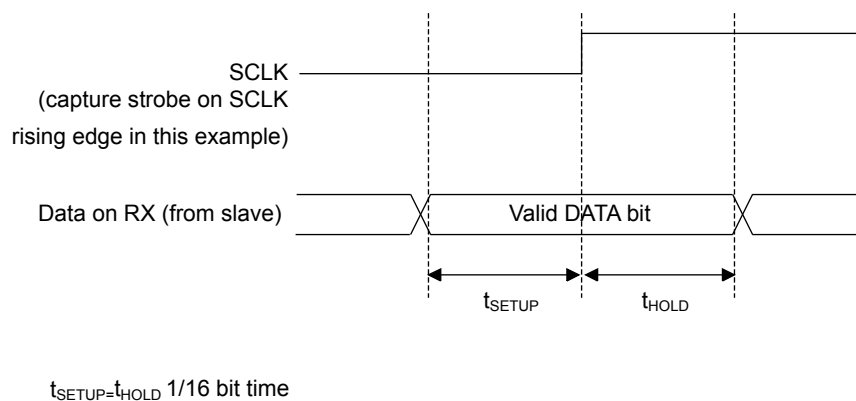 SCLK
(capture strobe on SCLK
rising edge in this example)
Data on RX (from slave)
Valid DATA bit
tSETUP
tHOLD
tSETUP=tHOLD 1/16 bit time